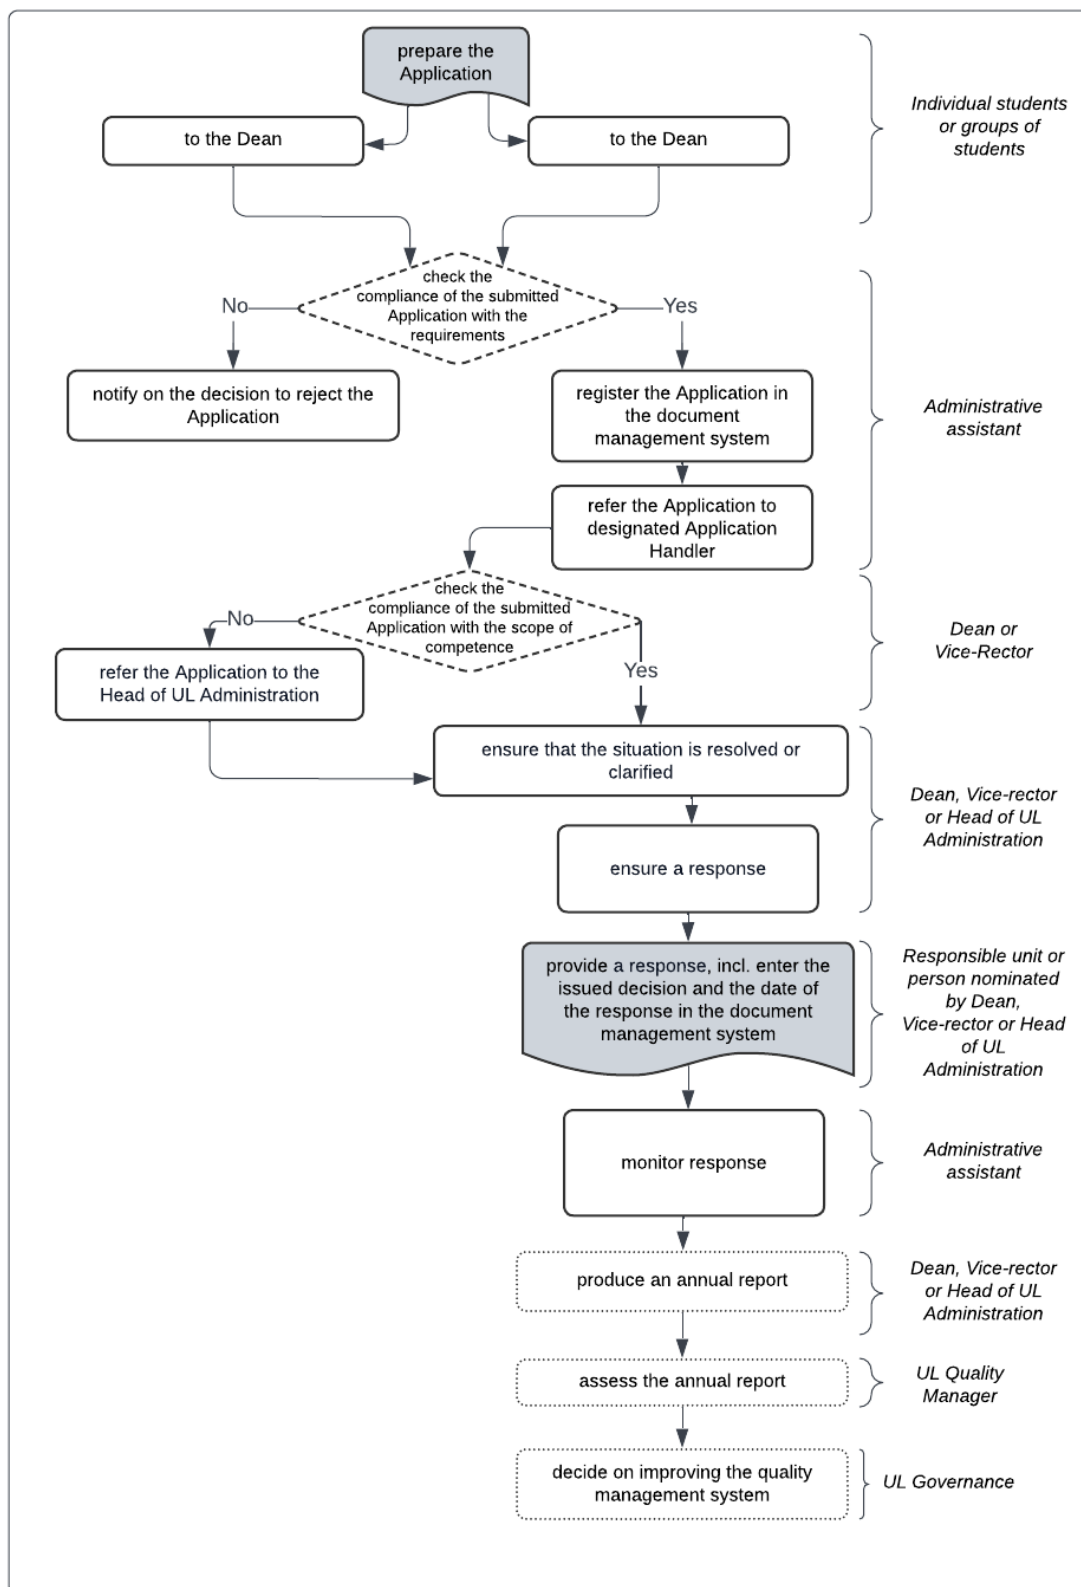 prepare the
Application
Individual students
or groups of
students
to the Dean
to the Dean
check the
compliance of the submitted
Application with the
requirements
No
Yes
notify on the decision to reject the
Application
register the Application in
the document
management system
Administrative
assistant
refer the Application to
designated Application
Handler
check the
compliance of the submitted
Application with the scope of
competence
No
Yes
Dean or
Vice-Rector
refer the Application to the
Head of UL Administration
ensure that the situation is resolved or
clarified
Dean, Vice-rector
or Head of UL
Administration
ensure a response
provide a response, incl. enter the
issued decision and the date of
the response in the document
management system
Responsible unit or
person nominated
by Dean,
Vice-rector or Head
of UL
Administration
monitor response
Administrative
assistant
produce an annual report
Dean, Vice-rector
or Head of UL
Administration
assess the annual report
UL Quality
Manager
decide on improving the quality
management system
UL Governance